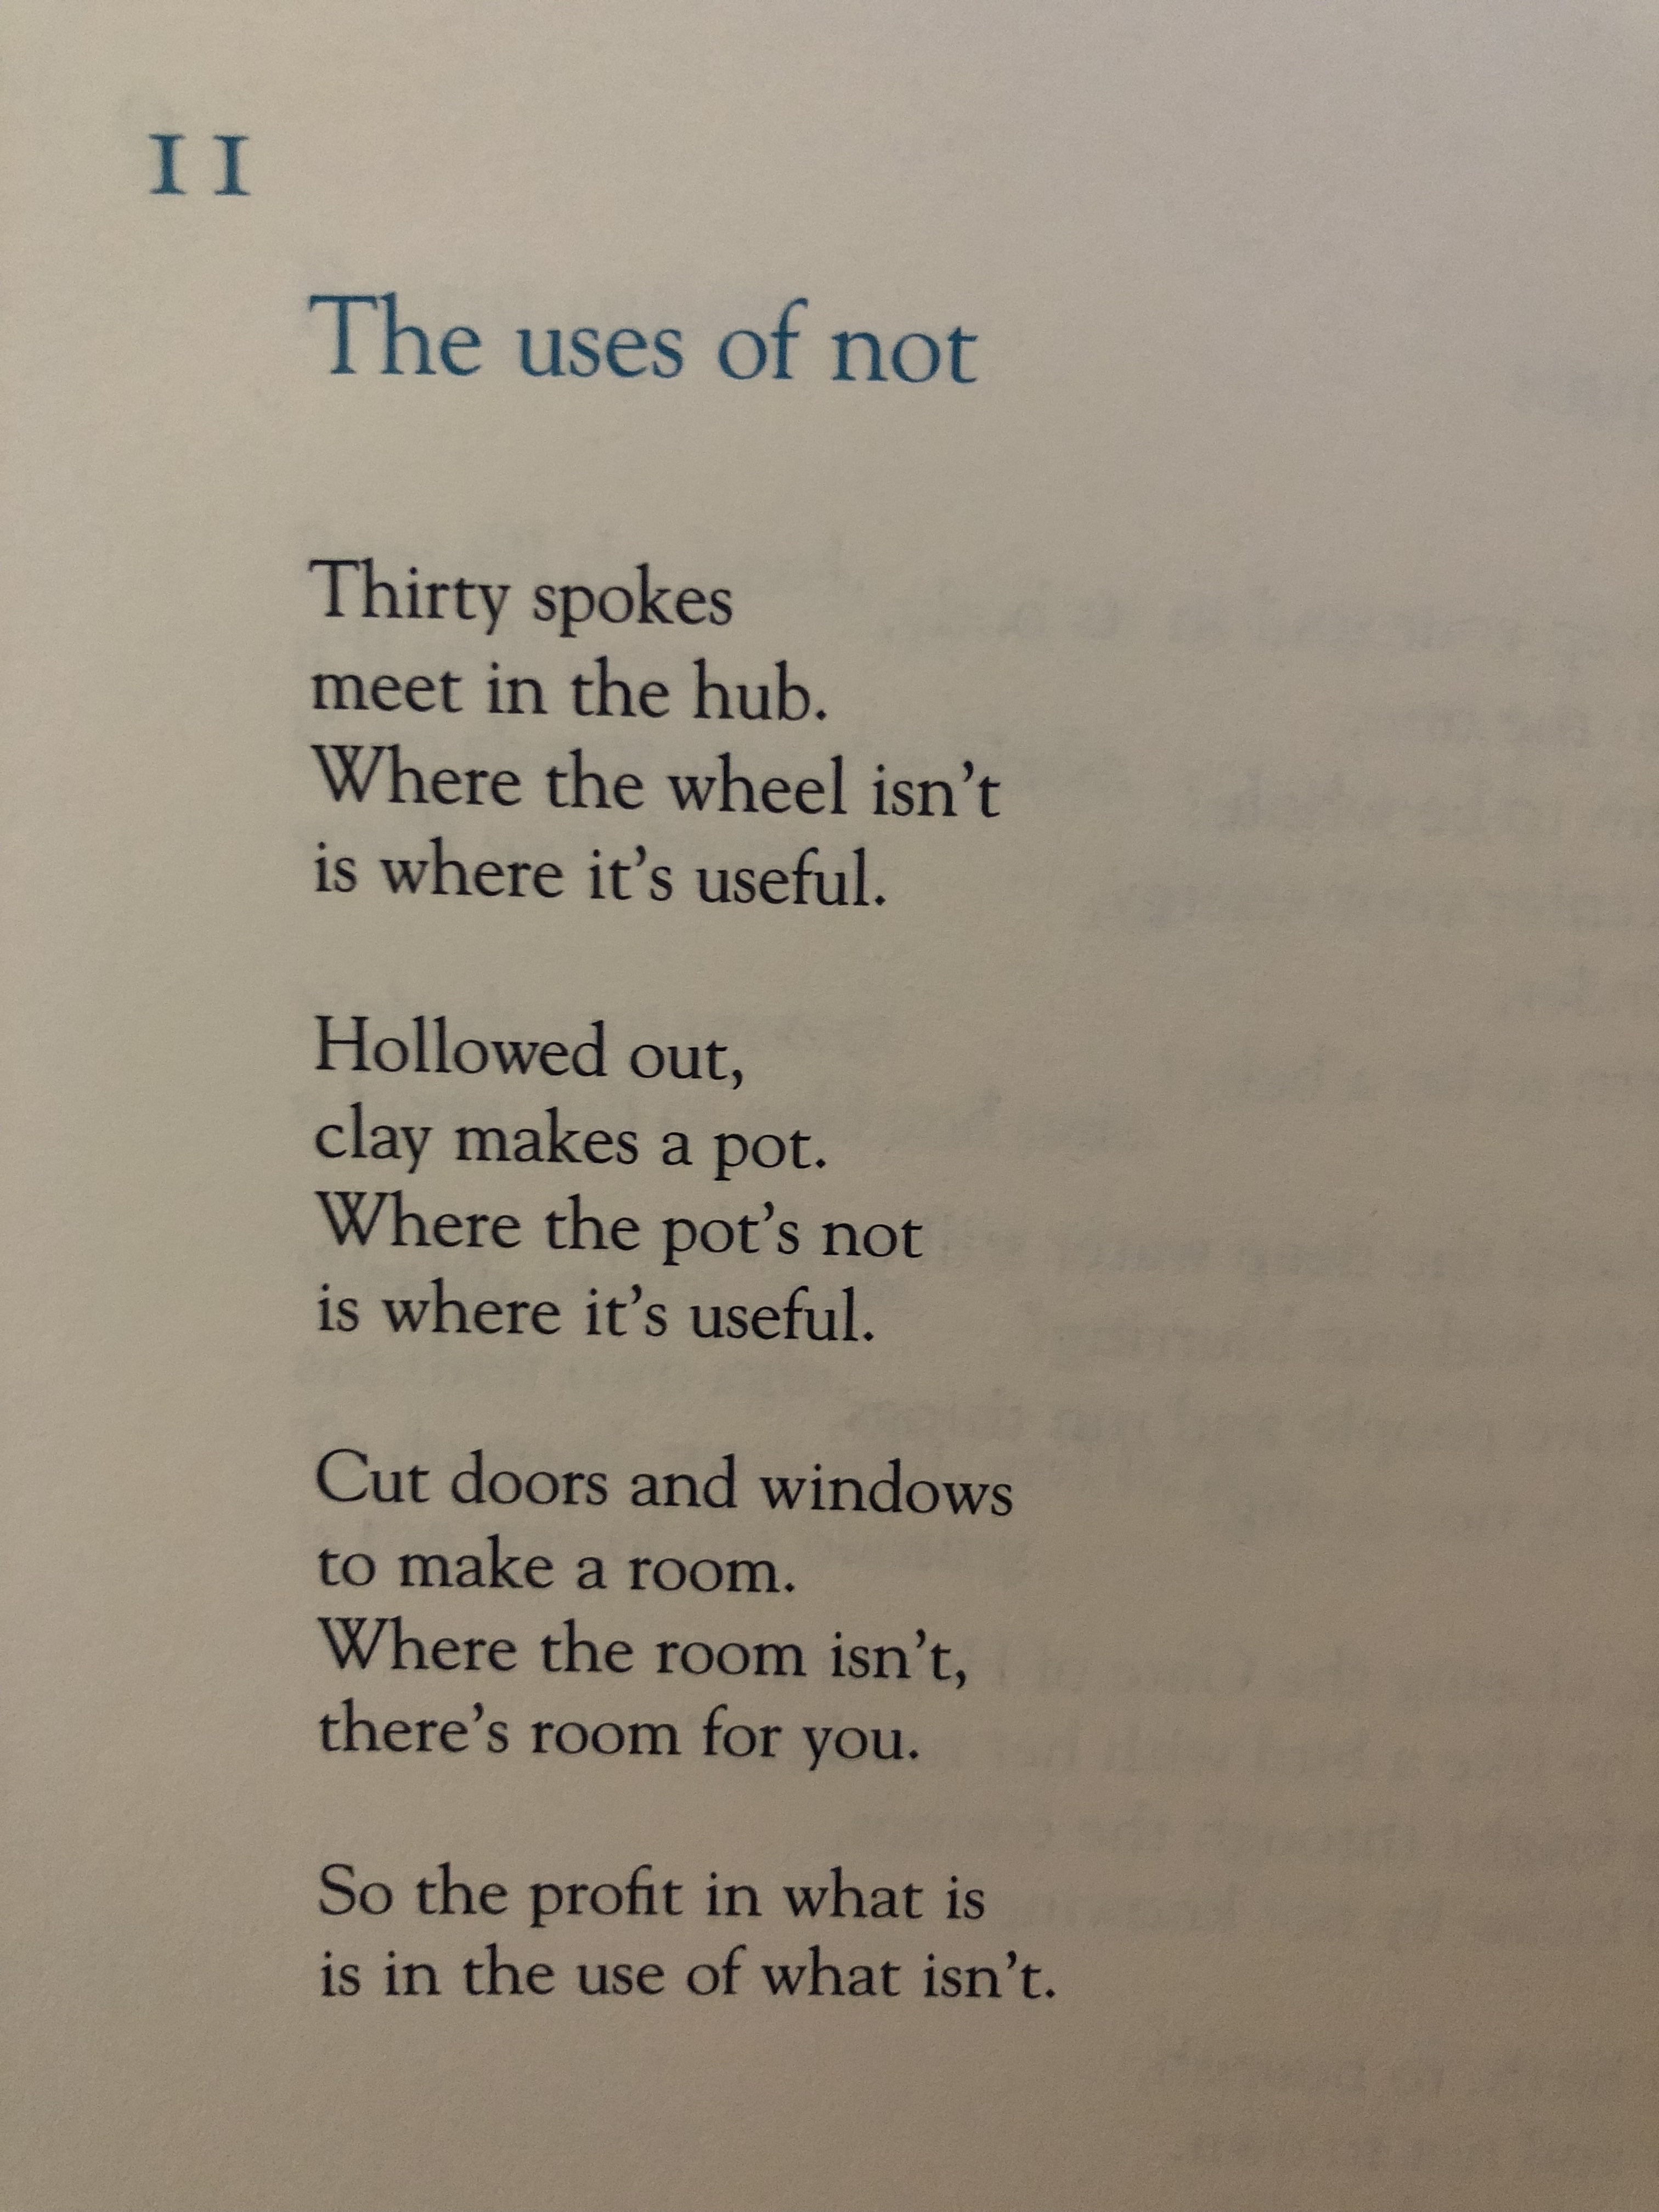 11
The uses of not
Thirty spokes
meet in the hub.
Where the wheel isn't
is where it's useful.
Hollowed out,
clay makes a pot.
Where the pot's not
is where it's useful.
Cut doors and windows
to make a room.
Where the room isn't,
there's room for you.
So the profit in what is
is in the use of what isn't.